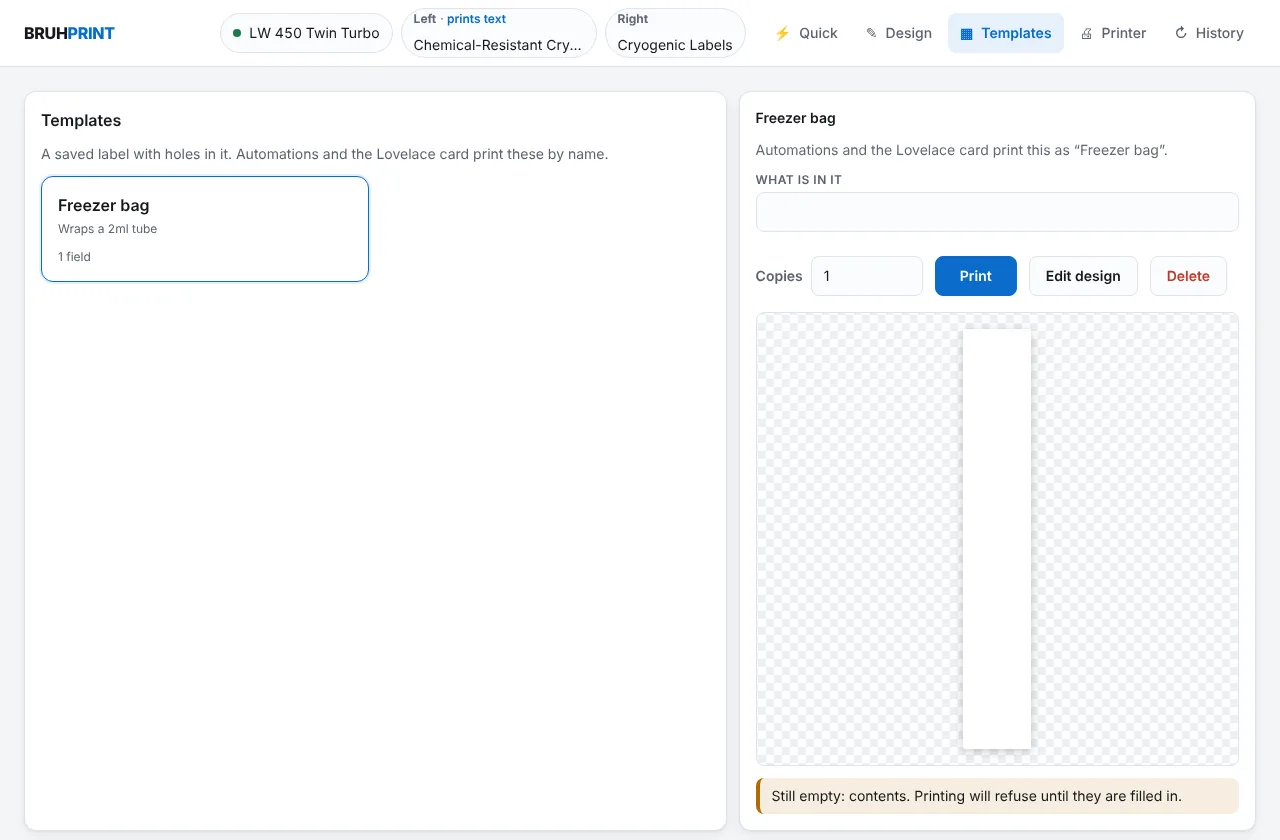 BRUHPRINT
LW 450 Twin Turbo
Left · prints text
Chemical-Resistant Cry...
Right
Cryogenic Labels
Quick
Design
Templates
Printer
History
Templates
A saved label with holes in it. Automations and the Lovelace card print these by name.
Freezer bag
Wraps a 2ml tube
1 field
Freezer bag
Automations and the Lovelace card print this as “Freezer bag”.
WHAT IS IN IT
Copies 1 Print Edit design Delete
Still empty: contents. Printing will refuse until they are filled in.